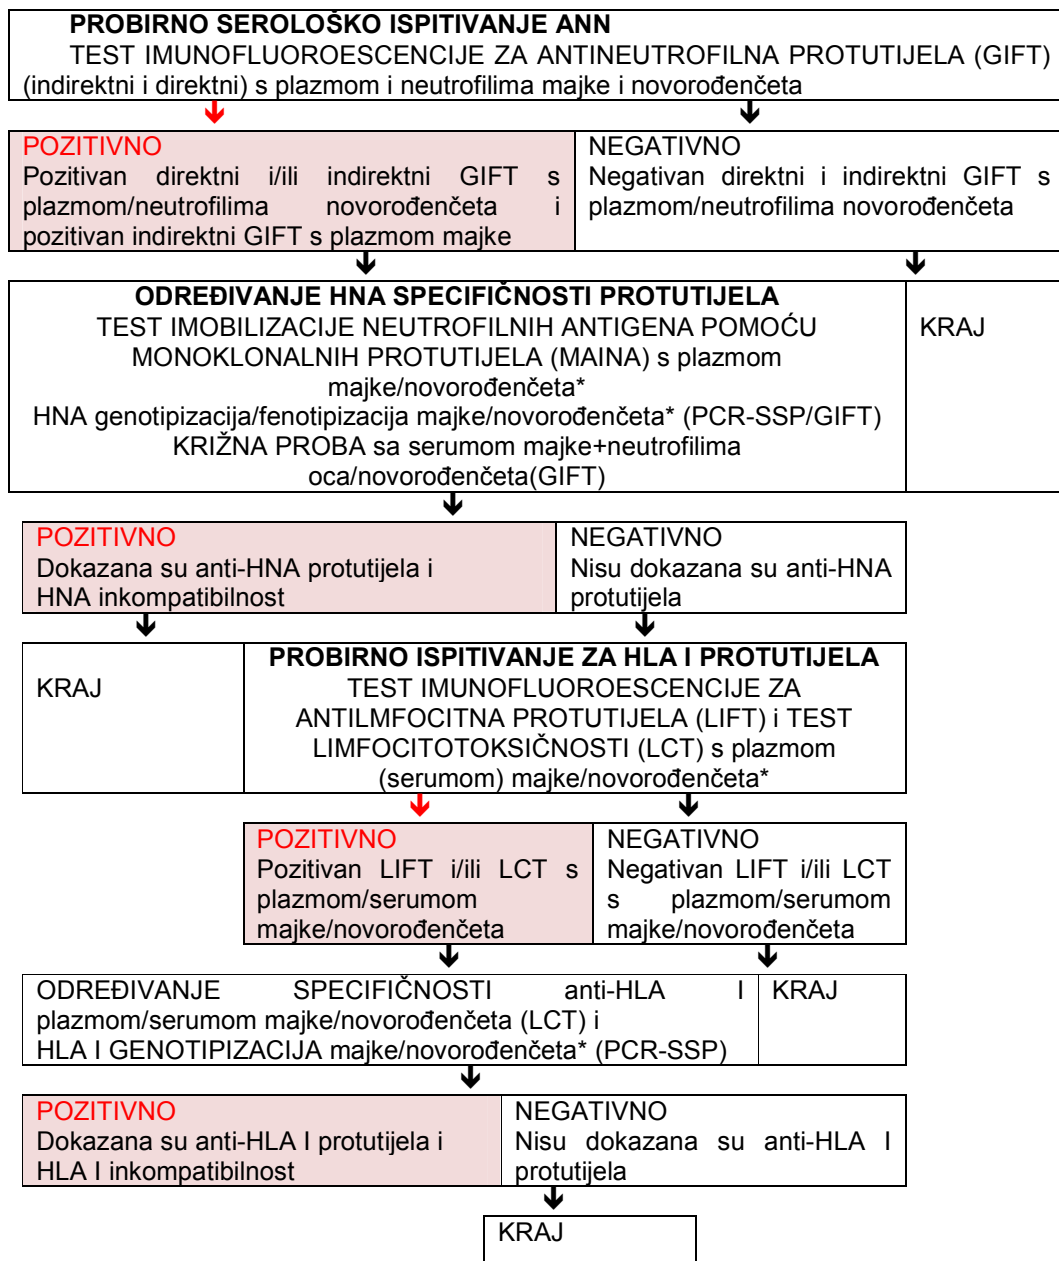 PROBIRNO SEROLOŠKO ISPITIVANJE ANN
TEST IMUNOFLUOROESCENCIJE ZA ANTINEUTROFILNA PROTUTIJELA (GIFT)
(indirektni i direktni) s plazmom i neutrofilima majke i novorođenčeta
POZITIVNO
Pozitivan direktni i/ili indirektni GIFT s
plazmom/neutrofilima novorođenčeta i
pozitivan indirektni GIFT s plazmom majke
NEGATIVNO
Negativan direktni i indirektni GIFT s
plazmom/neutrofilima novorođenčeta
ODREĐIVANJE HNA SPECIFIČNOSTI PROTUTIJELA
TEST IMOBILIZACIJE NEUTROFILNIH ANTIGENA POMOĆU
MONOKLONALNIH PROTUTIJELA (MAINA) s plazmom
majke/novorođenčeta*
HNA genotipizacija/fenotipizacija majke/novorođenčeta* (PCR-SSP/GIFT)
KRIŽNA PROBA sa serumom majke+neutrofilima
oca/novorođenčeta(GIFT)
KRAJ
POZITIVNO
Dokazana su anti-HNA protutijela i
HNA inkompatibilnost
NEGATIVNO
Nisu dokazana su anti-HNA
protutijela
KRAJ
PROBIRNO ISPITIVANJE ZA HLA I PROTUTIJELA
TEST IMUNOFLUOROESCENCIJE ZA
ANTILMFOCITNA PROTUTIJELA (LIFT) i TEST
LIMFOCITOTOKSIČNOSTI (LCT) s plazmom
(serumom) majke/novorođenčeta*
POZITIVNO
Pozitivan LIFT i/ili LCT s
plazmom/serumom
majke/novorođenčeta
NEGATIVNO
Negativan LIFT i/ili LCT
s plazmom/serumom
majke/novorođenčeta
ODREĐIVANJE SPECIFIČNOSTI anti-HLA I
plazmom/serumom majke/novorođenčeta (LCT) i
HLA I GENOTIPIZACIJA majke/novorođenčeta* (PCR-SSP)
KRAJ
POZITIVNO
Dokazana su anti-HLA I protutijela i
HLA I inkompatibilnost
NEGATIVNO
Nisu dokazana su anti-HLA I
protutijela
KRAJ